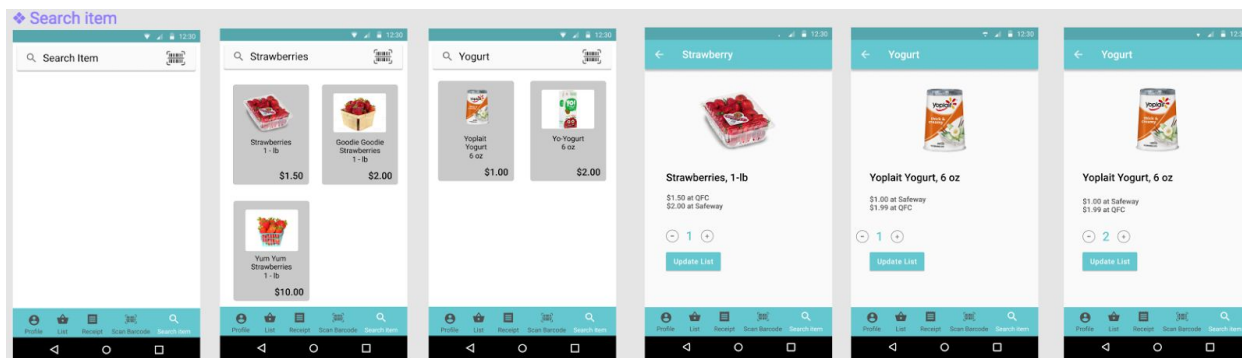 Search item
12:30
Search Item
Profile List Receipt Scan Barcode Search Item
12:30
Strawberries
Strawberries
1 - lb
$1.50
Goodie Goodie
Strawberries
1 - lb
$2.00
Yum Yum
Strawberries
1 - lb
$10.00
Profile List Receipt Scan Barcode Search Item
12:30
Yogurt
Yoplait
Yogurt
6 oz
$1.00
YO!
Yo-Yogurt
6 oz
$2.00
Profile List Receipt Scan Barcode Search Item
12:30
Strawberry
Strawberries, 1-lb
$1.50 at QFC
$2.00 at Safeway
1
Update List
Profile List Receipt Scan Barcode Search Item
12:30
Yogurt
Yoplait
Yoplait Yogurt, 6 oz
$1.00 at Safeway
$1.99 at QFC
1
Update List
Profile List Receipt Scan Barcode Search Item
Yogurt
Yoplait
Yoplait Yogurt, 6 oz
$1.00 at Safeway
$1.99 at QFC
2
Update List
Profile List Receipt Scan Barcode Search Item